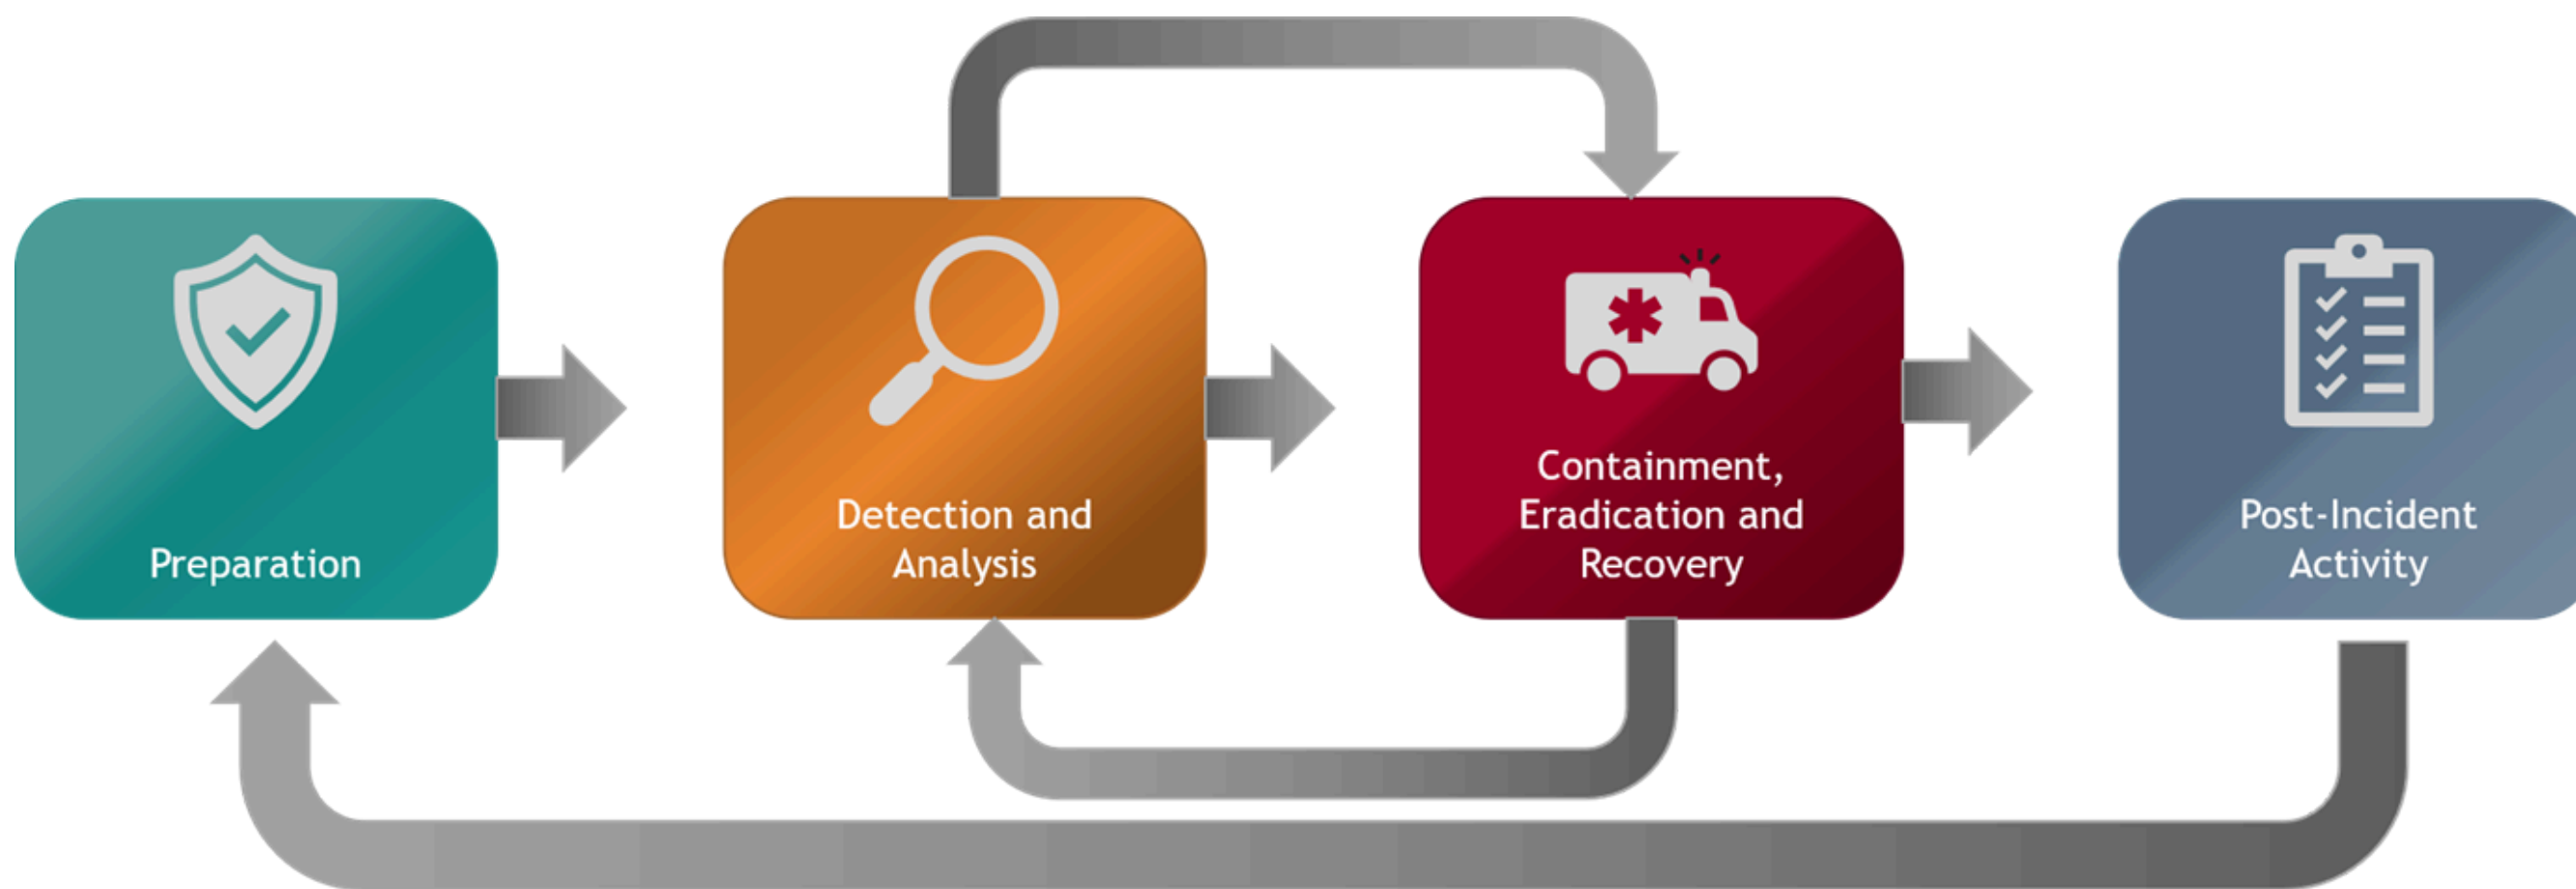 Preparation
Detection and
Analysis
Containment,
Eradication and
Recovery
Post-Incident
Activity